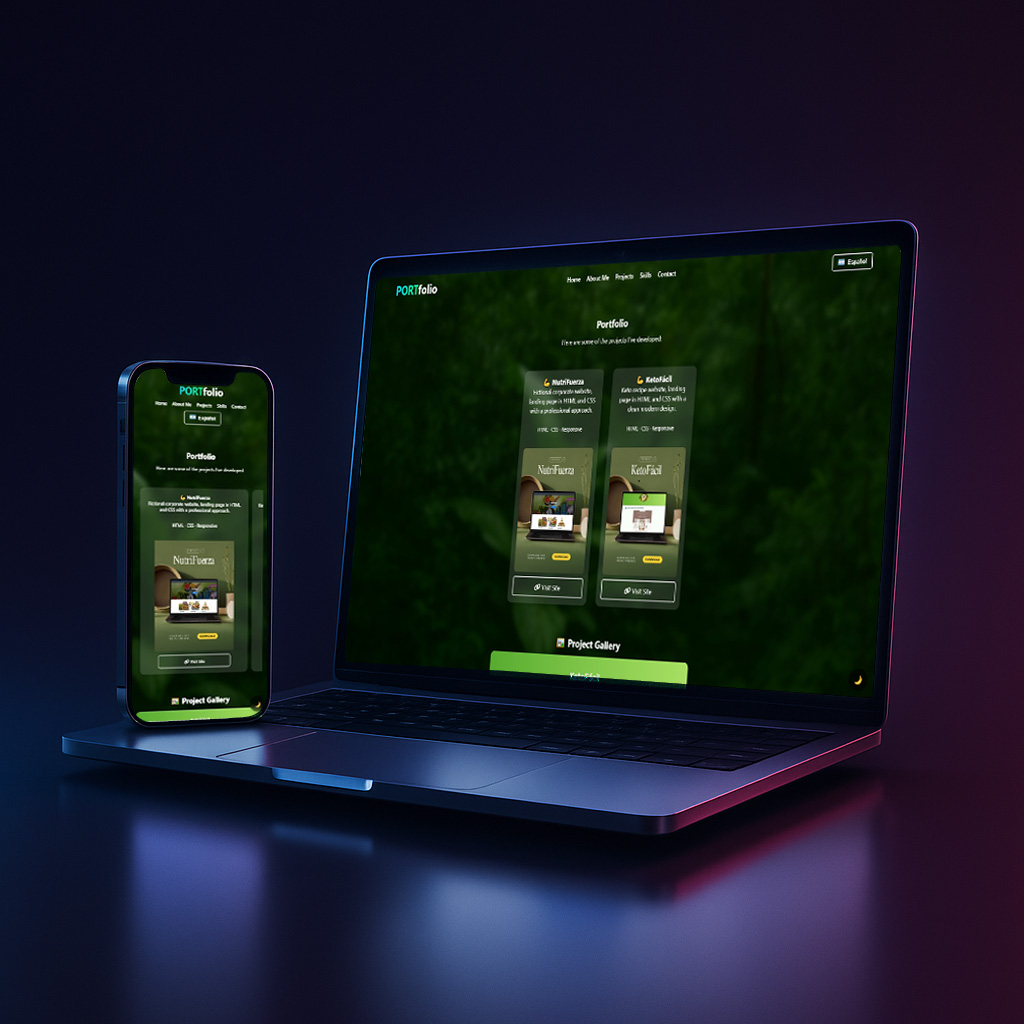 PORTfolio
Home About Me Projects Skills Contact
Español
Portfolio
Here are some of the projects I've developed
NutriFuerza
Fictional corporate website, landing page in HTML and CSS with a professional approach.
HTML · CSS · Responsive
NutriFuerza
Visit Site
Project Gallery
PORTfolio
Home About Me Projects Skills Contact
Español
Portfolio
Here are some of the projects I've developed
NutriFuerza
Fictional corporate website,
landing page in HTML and CSS
with a professional approach.
HTML · CSS · Responsive
NutriFuerza
Visit Site
KetoFácil
Keto recipe website, landing
page in HTML and CSS with a
clean modern design.
HTML · CSS · Responsive
KetoFácil
Visit Site
Project Gallery
KetoFácil